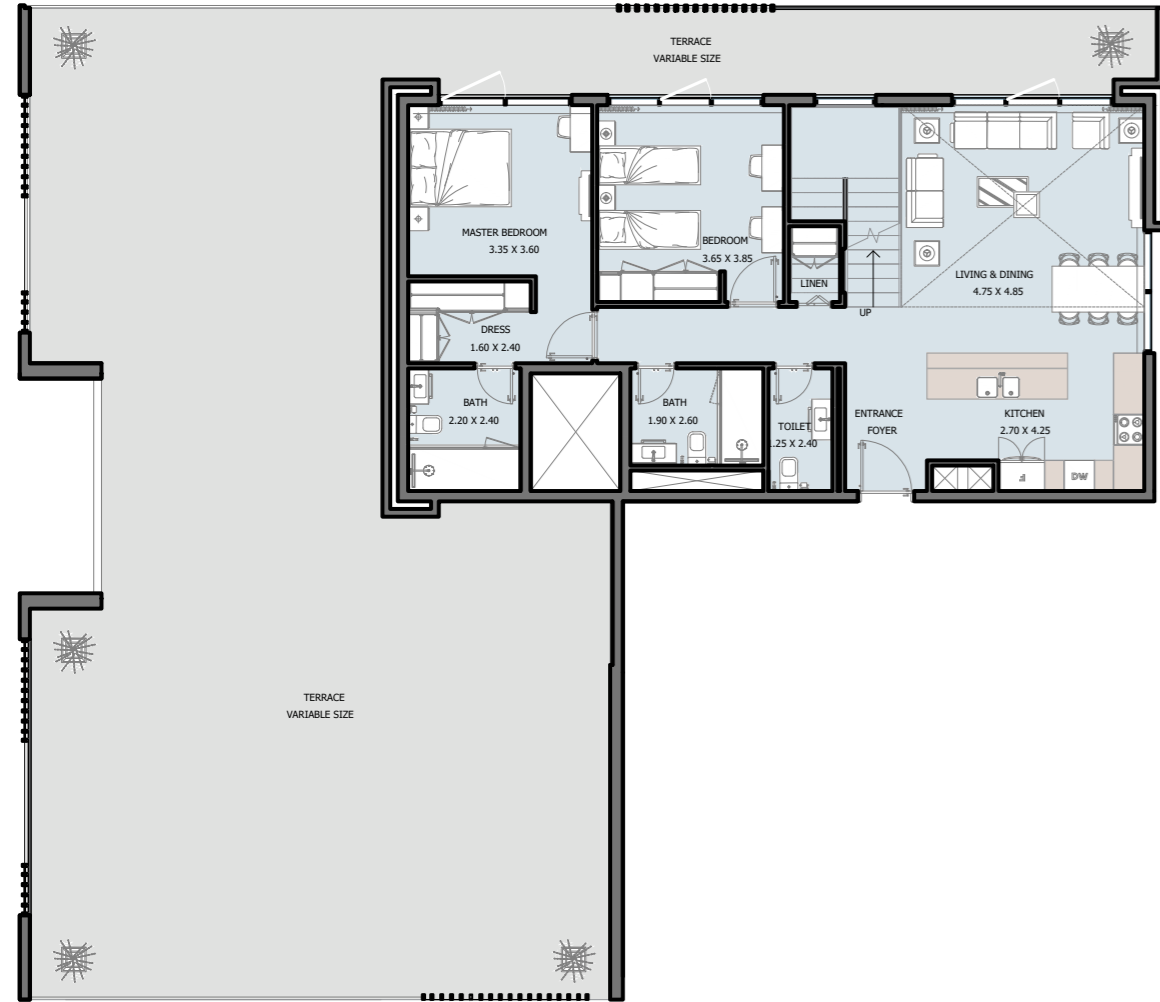 TERRACE
VARIABLE SIZE
MASTER BEDROOM
3.35 X 3.60
BEDROOM
3.65 X 3.85
LINEN
LIVING & DINING
4.75 X 4.85
UP
DRESS
1.60 X 2.40
BATH
2.20 X 2.40
BATH
1.90 X 2.60
TOILET
.25 X 2.40
ENTRANCE
FOYER
KITCHEN
2.70 X 4.25
DW
TERRACE
VARIABLE SIZE